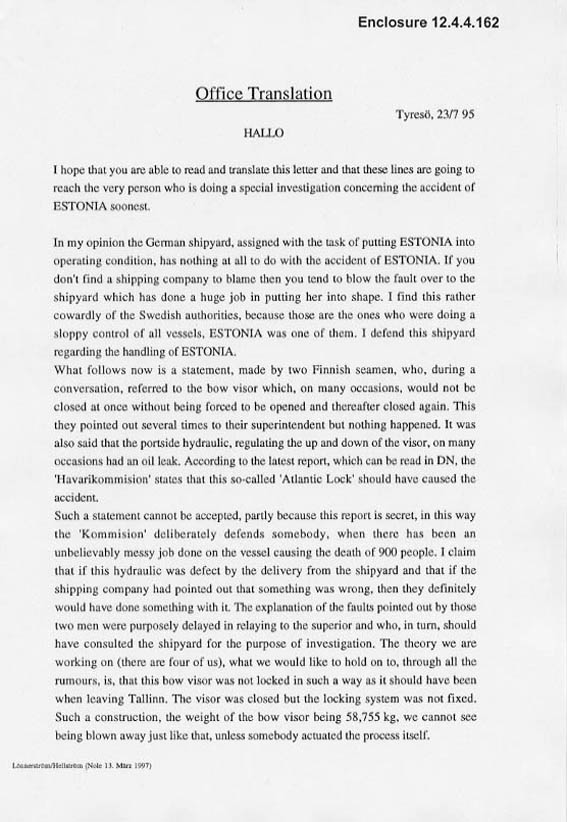 Enclosure 12.4.4.162
Office Translation
Tyresö, 23/7 95
HALLO
I hope that you are able to read and translate this letter and that these lines are going to
reach the very person who is doing a special investigation concerning the accident of
ESTONIA soonest.
In my opinion the German shipyard, assigned with the task of putting ESTONIA into
operating condition, has nothing at all to do with the accident of ESTONIA. If you
don't find a shipping company to blame then you tend to blow the fault over to the
shipyard which has done a huge job in putting her into shape. I find this rather
cowardly of the Swedish authorities, because those are the ones who were doing a
sloppy control of all vessels, ESTONIA was one of them. I defend this shipyard
regarding the handling of ESTONIA.
What follows now is a statement, made by two Finnish seamen, who, during a
conversation, referred to the bow visor which, on many occasions, would not be
closed at once without being forced to be opened and thereafter closed again. This
they pointed out several times to their superintendent but nothing happened. It was
also said that the portside hydraulic, regulating the up and down of the visor, on many
occasions had an oil leak. According to the latest report, which can be read in DN, the
'Havarikommision' states that this so-called 'Atlantic Lock' should have caused the
accident.
Such a statement cannot be accepted, partly because this report is secret, in this way
the 'Kommision' deliberately defends somebody, when there has been an
unbelievably messy job done on the vessel causing the death of 900 people. I claim
that if this hydraulic was defect by the delivery from the shipyard and that if the
shipping company had pointed out that something was wrong, then they definitely
would have done something with it. The explanation of the faults pointed out by those
two men were purposely delayed in relaying to the superior and who, in turn, should
have consulted the shipyard for the purpose of investigation. The theory we are
working on (there are four of us), what we would like to hold on to, through all the
rumours, is, that this bow visor was not locked in such a way as it should have been
when leaving Tallinn. The visor was closed but the locking system was not fixed.
Such a construction, the weight of the bow visor being 58,755 kg, we cannot see
being blown away just like that, unless somebody actuated the process itself.
(Note 13. März 1997)